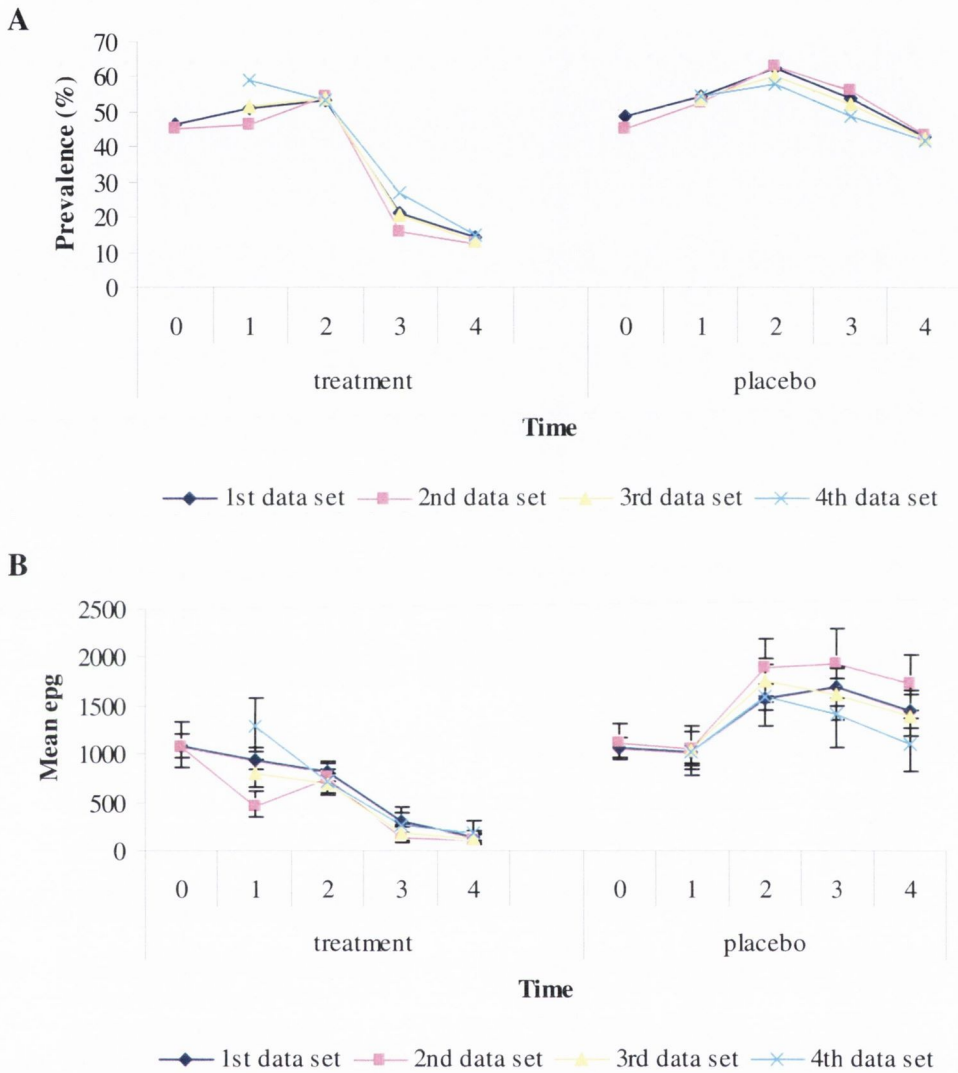 A
70
60
50
40
30
20
10
0
Prevalence (%)
0 1 2 3 4 0 1 2 3 4
treatment placebo
Time
1st data set 2nd data set 3rd data set 4th data set
B
2500
2000
1500
1000
500
0
Mean epg
0 1 2 3 4 0 1 2 3 4
treatment placebo
Time
1st data set 2nd data set 3rd data set 4th data set